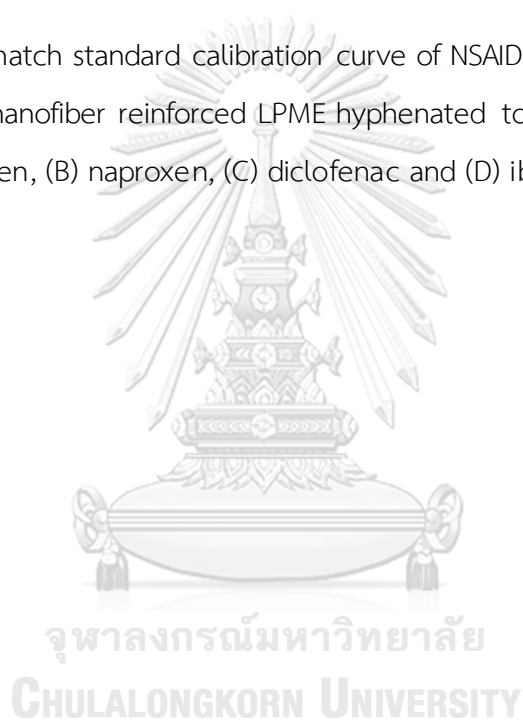 natch standard calibration curve of NSAID
nanofiber reinforced LPME hyphenated to
en, (B) naproxen, (C) diclofenac and (D) ib
จุฬาลงกรณ์มหาวิทยาลัย
CHULALONGKORN UNIVERSITY